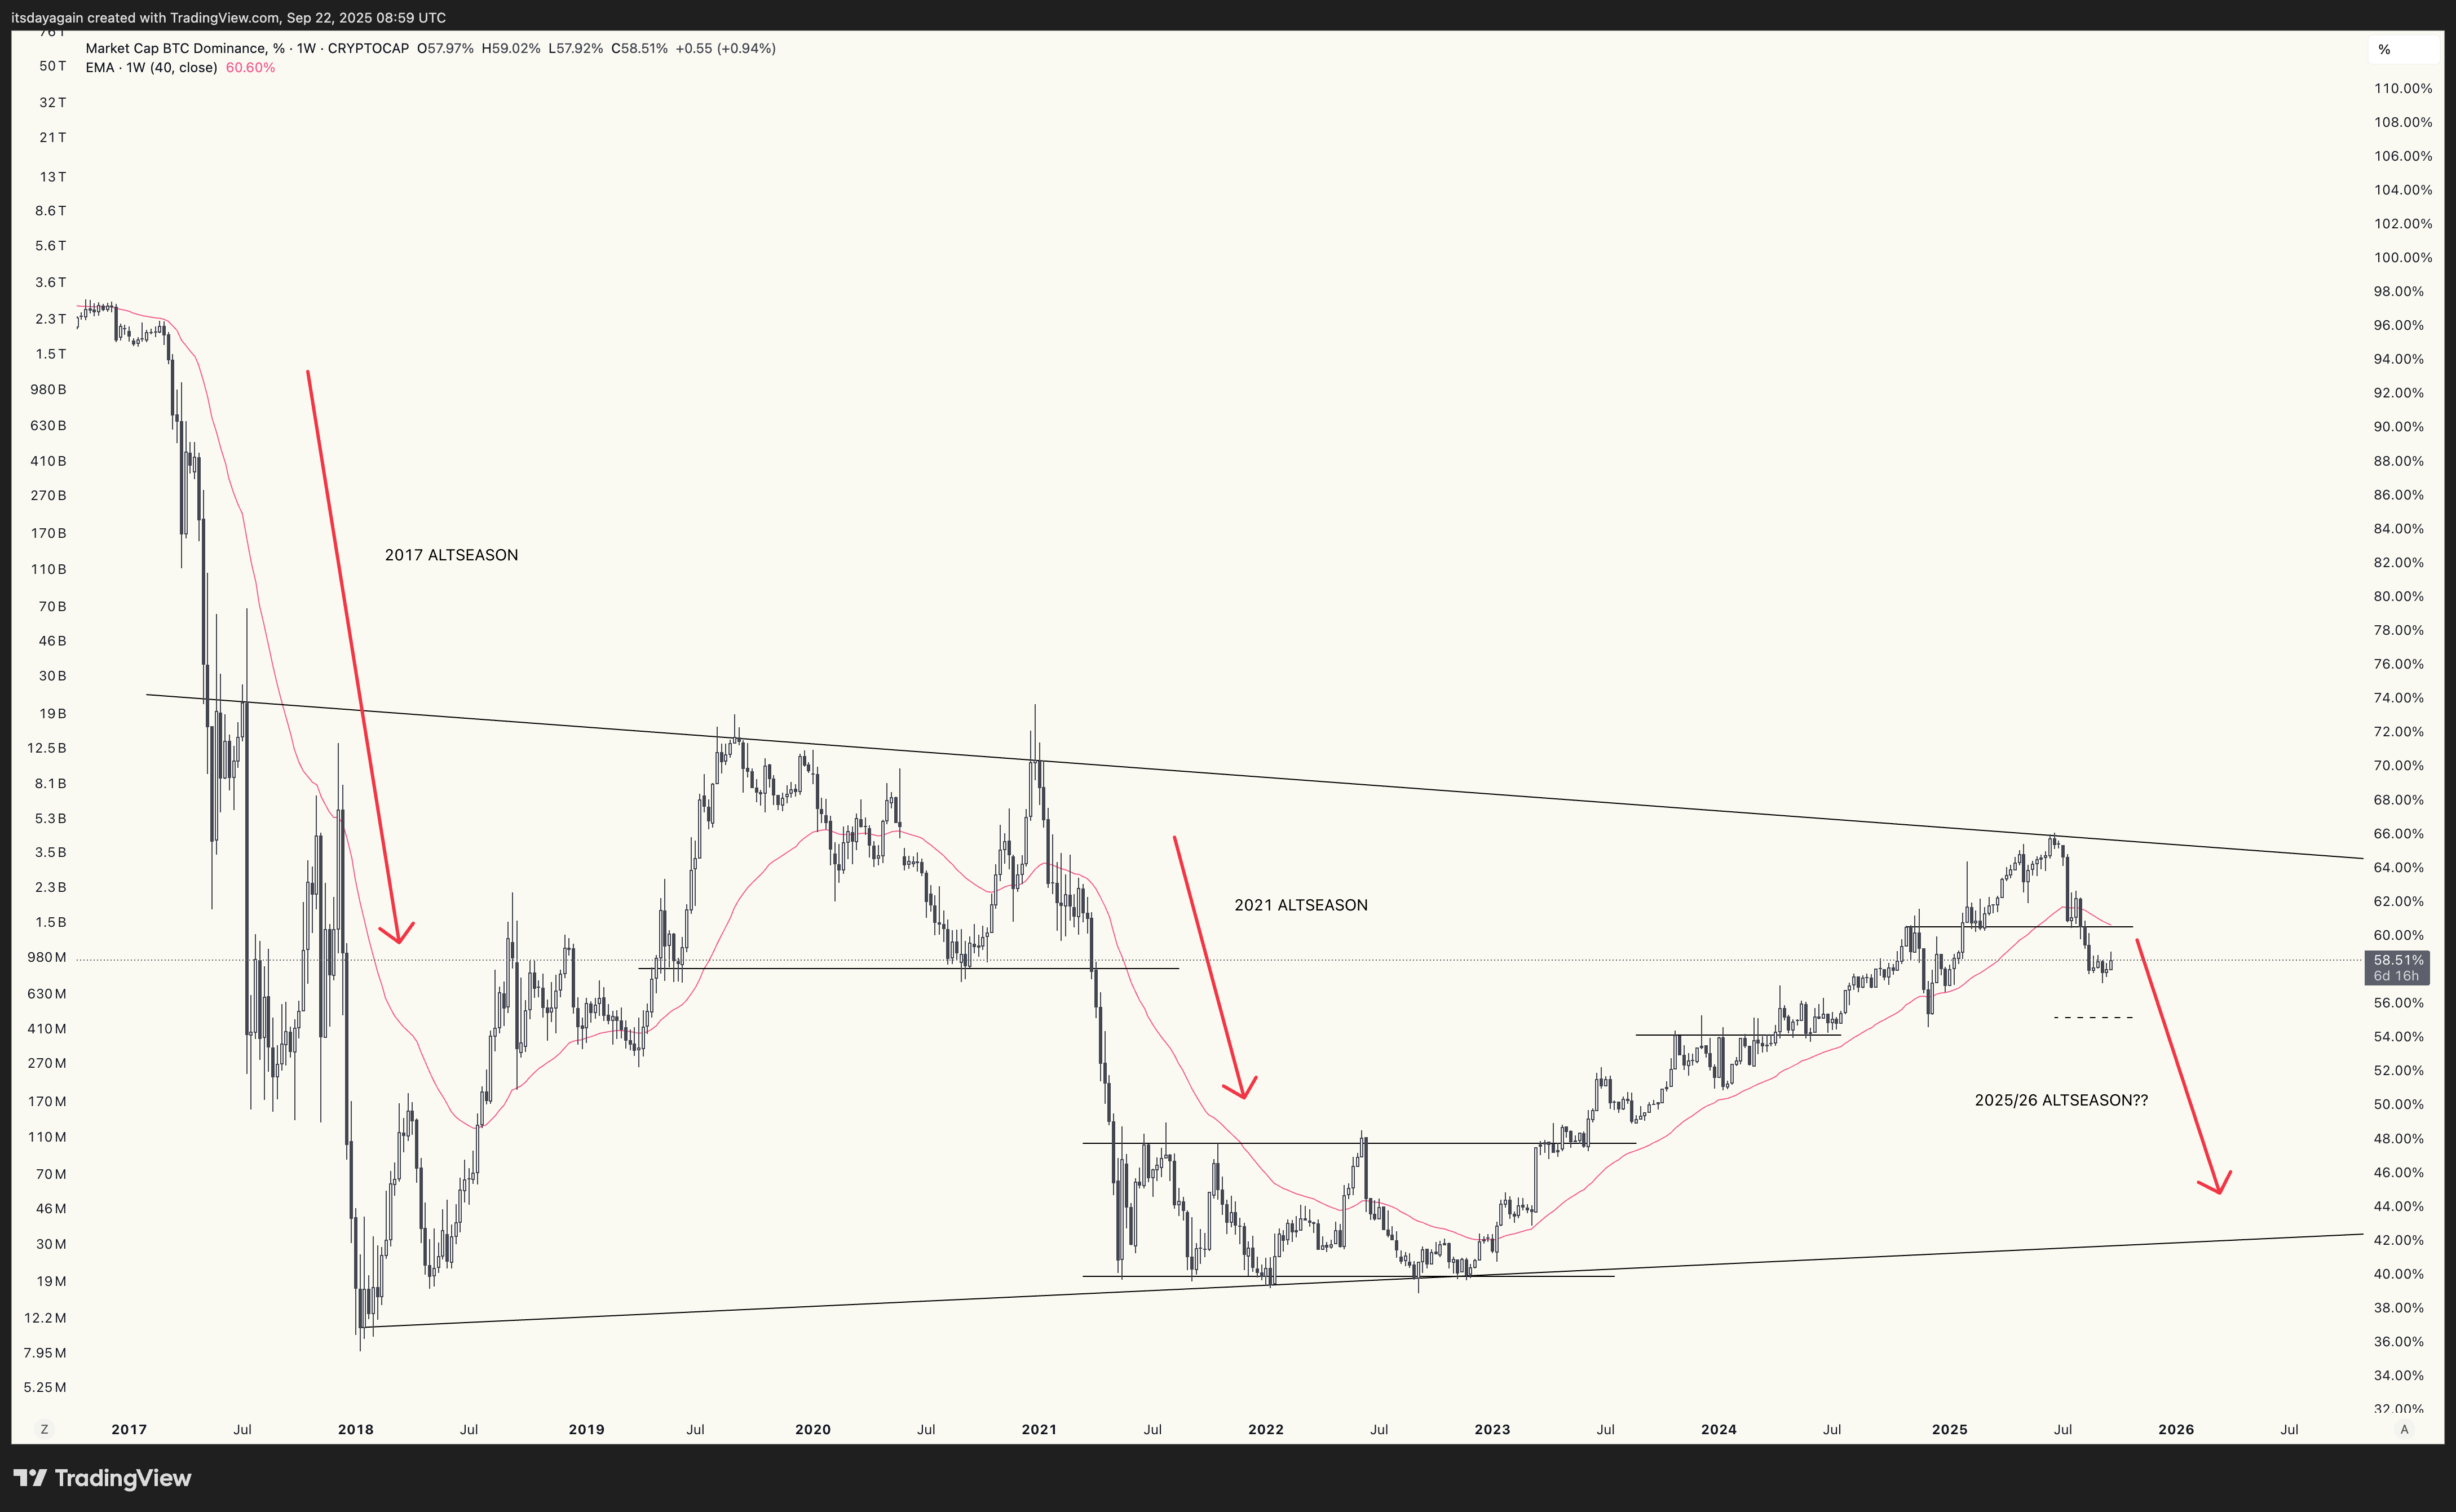 itsdayagain created with TradingView.com, Sep 22, 2025 08:59 UTC
Market Cap BTC Dominance, % · 1W · CRYPTOCAP O57.97% H59.02% L57.92% C58.51% +0.55 (+0.94%)
EMA · 1W (40, close) 60.60%
%
76 T
50 T
32 T
21 T
13 T
8.6 T
5.6 T
3.6 T
2.3 T
1.5 T
980 B
630 B
410 B
270 B
170 B
110 B
70 B
46 B
30 B
19 B
12.5 B
8.1 B
5.3 B
3.5 B
2.3 B
1.5 B
980 M
630 M
410 M
270 M
170 M
110 M
70 M
46 M
30 M
19 M
12.2 M
7.95 M
5.25 M
2017 ALTSEASON
2021 ALTSEASON
2025/26 ALTSEASON??
110.00%
108.00%
106.00%
104.00%
102.00%
100.00%
98.00%
96.00%
94.00%
92.00%
90.00%
88.00%
86.00%
84.00%
82.00%
80.00%
78.00%
76.00%
74.00%
72.00%
70.00%
68.00%
66.00%
64.00%
62.00%
60.00%
58.51%
6d 16h
56.00%
54.00%
52.00%
50.00%
48.00%
46.00%
44.00%
42.00%
40.00%
38.00%
36.00%
34.00%
32.00%
Z 2017 Jul 2018 Jul 2019 Jul 2020 Jul 2021 Jul 2022 Jul 2023 Jul 2024 Jul 2025 Jul 2026 Jul A
TradingView